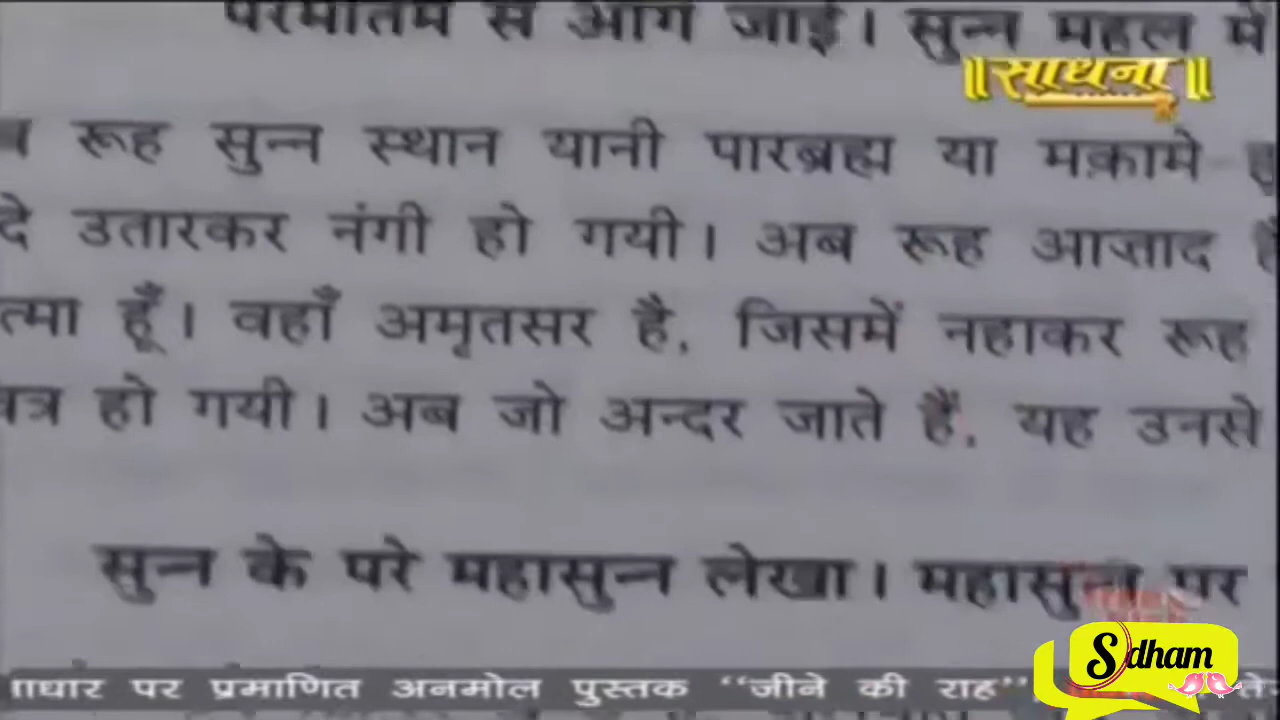 परमातम से आगे जाई। सुन्न महल में
॥साधना॥
रूह सुन्न स्थान यानी पारब्रह्म या मक़ामे
उतारकर नंगी हो गयी। अब रूह आज़ाद
हूँ। वहाँ अमृतसर है, जिसमें नहाकर रूह
हो गयी। अब जो अन्दर जाते हैं, यह उनसे
सुन्न के परे महासुन्न लेखा। महासुन्न पर
पर प्रमाणित अनमोल पुस्तक “जीने की राह”
Sdham